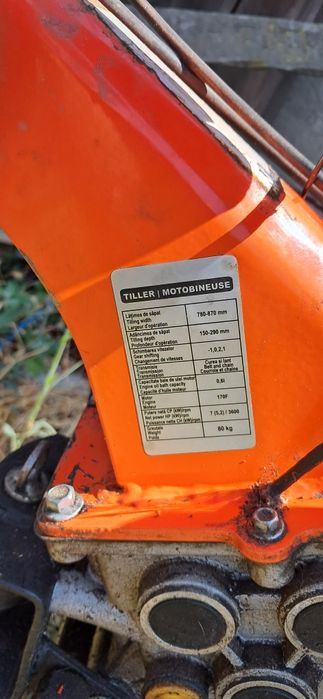 TILLER | MOTOBINEUSE
Lățimea de săpat
Tilling width
Largeur d'opération
780-870 mm
Adâncimea de săpat
Tilling depth
Profondeur d'opération
150-290 mm
Schimbarea vitezelor
Gear shifting
Changement de vitesses
-1,0,2,1
Transmisie
Transmission
Transmission
Curea și lanț
Belt and chain
Courroie et chaîne
Capacitate baie de ulei motor
Engine oil bath capacity
Capacité d'huile moteur
0,6l
Motor
Engine
Moteur
170F
Putere netă CP (kW)/rpm
Net power HP (kW)/rpm
Puissance nette CH (kW)/rpm
7 (5,2) / 3600
Greutate
Weight
Poids
80 kg